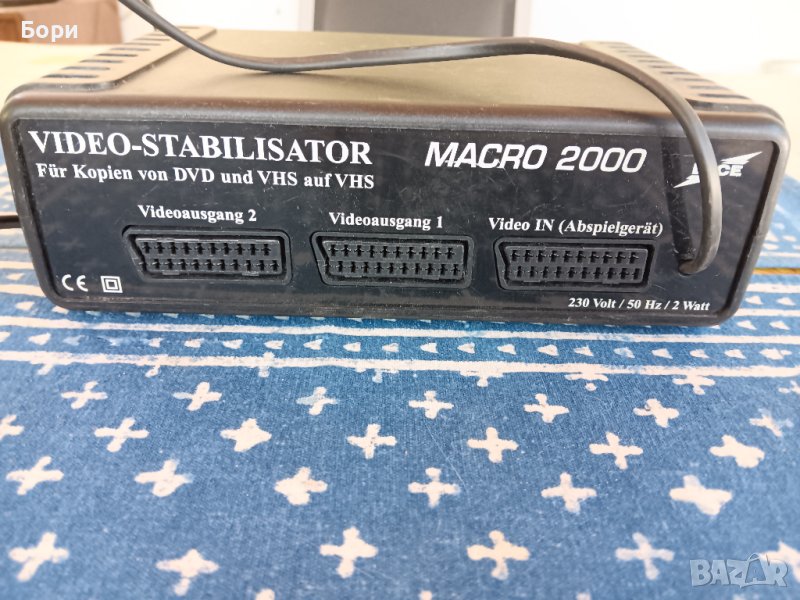 Бори
VIDEO-STABILISATOR MACRO 2000
Für Kopien von DVD und VHS auf VHS
Videoausgang 2 Videoausgang 1 Video IN (Abspielgerät)
CE
230 Volt / 50 Hz / 2 Watt
BAZAR